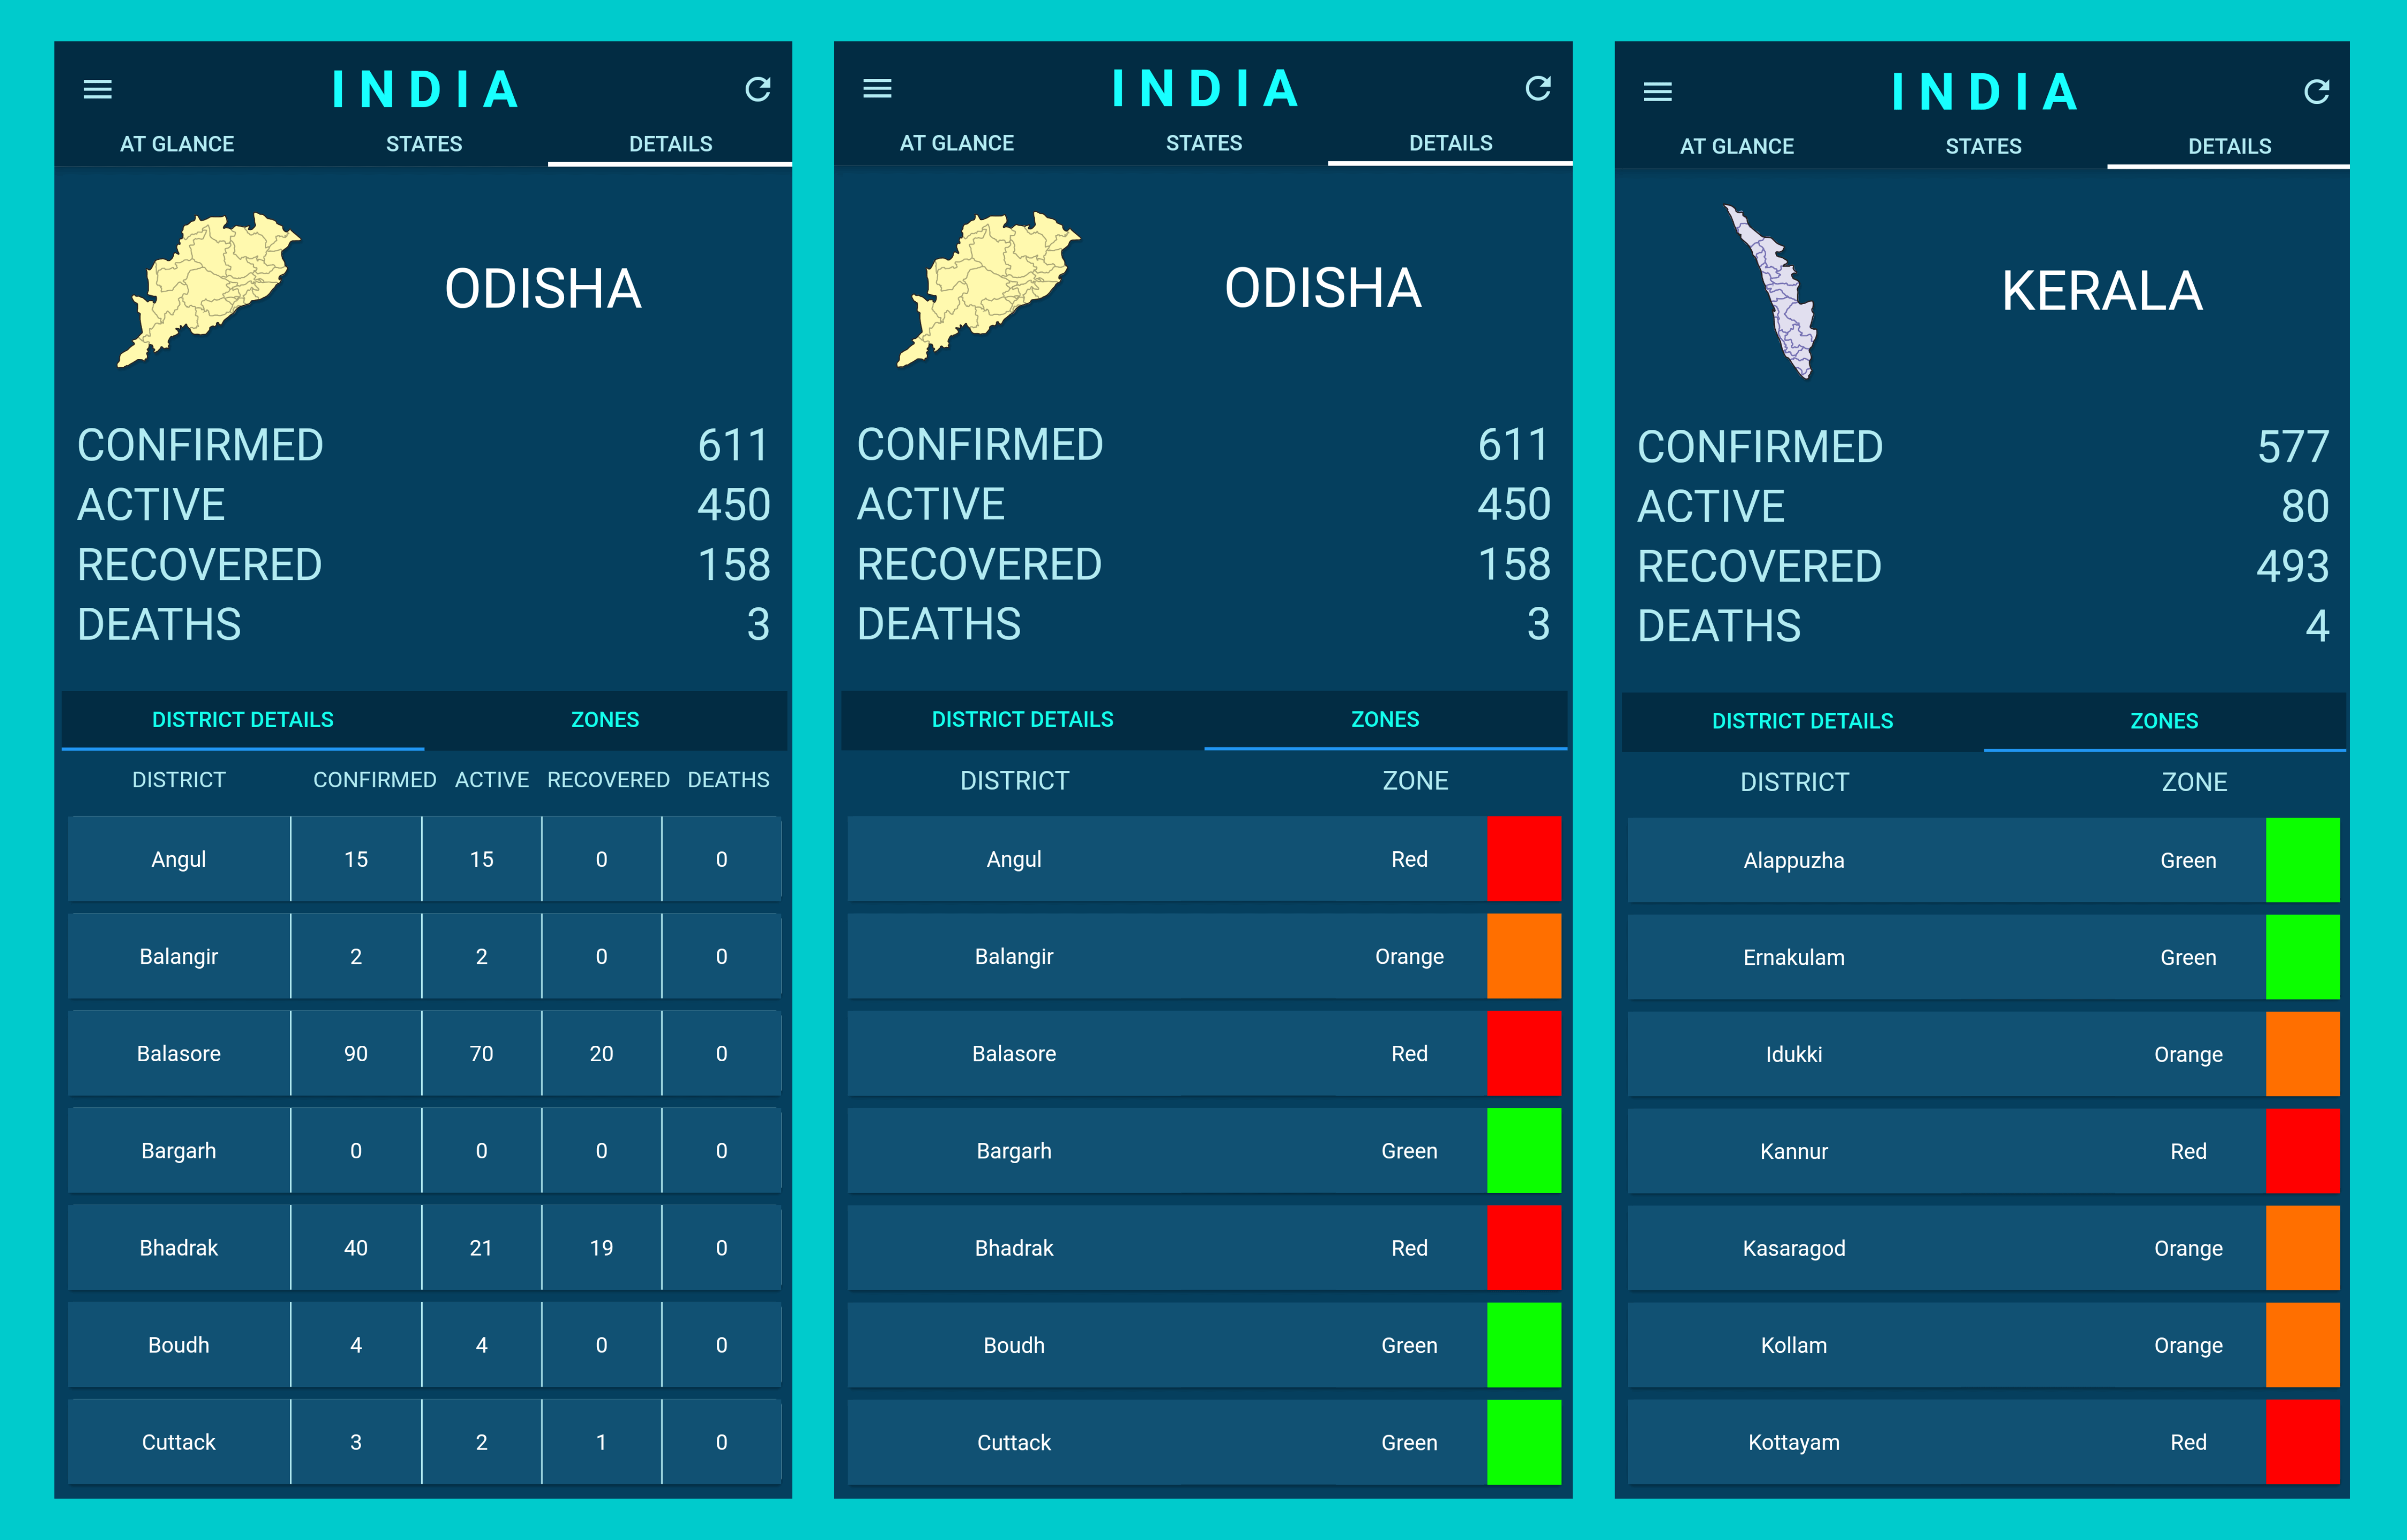 INDIA
AT GLANCE STATES DETAILS
ODISHA
CONFIRMED 611
ACTIVE 450
RECOVERED 158
DEATHS 3
DISTRICT DETAILS ZONES
DISTRICT CONFIRMED ACTIVE RECOVERED DEATHS
Angul 15 15 0 0
Balangir 2 2 0 0
Balasore 90 70 20 0
Bargarh 0 0 0 0
Bhadrak 40 21 19 0
Boudh 4 4 0 0
Cuttack 3 2 1 0
INDIA
AT GLANCE STATES DETAILS
ODISHA
CONFIRMED 611
ACTIVE 450
RECOVERED 158
DEATHS 3
DISTRICT DETAILS ZONES
DISTRICT ZONE
Angul Red
Balangir Orange
Balasore Red
Bargarh Green
Bhadrak Red
Boudh Green
Cuttack Green
INDIA
AT GLANCE STATES DETAILS
KERALA
CONFIRMED 577
ACTIVE 80
RECOVERED 493
DEATHS 4
DISTRICT DETAILS ZONES
DISTRICT ZONE
Alappuzha Green
Ernakulam Green
Idukki Orange
Kannur Red
Kasaragod Orange
Kollam Orange
Kottayam Red